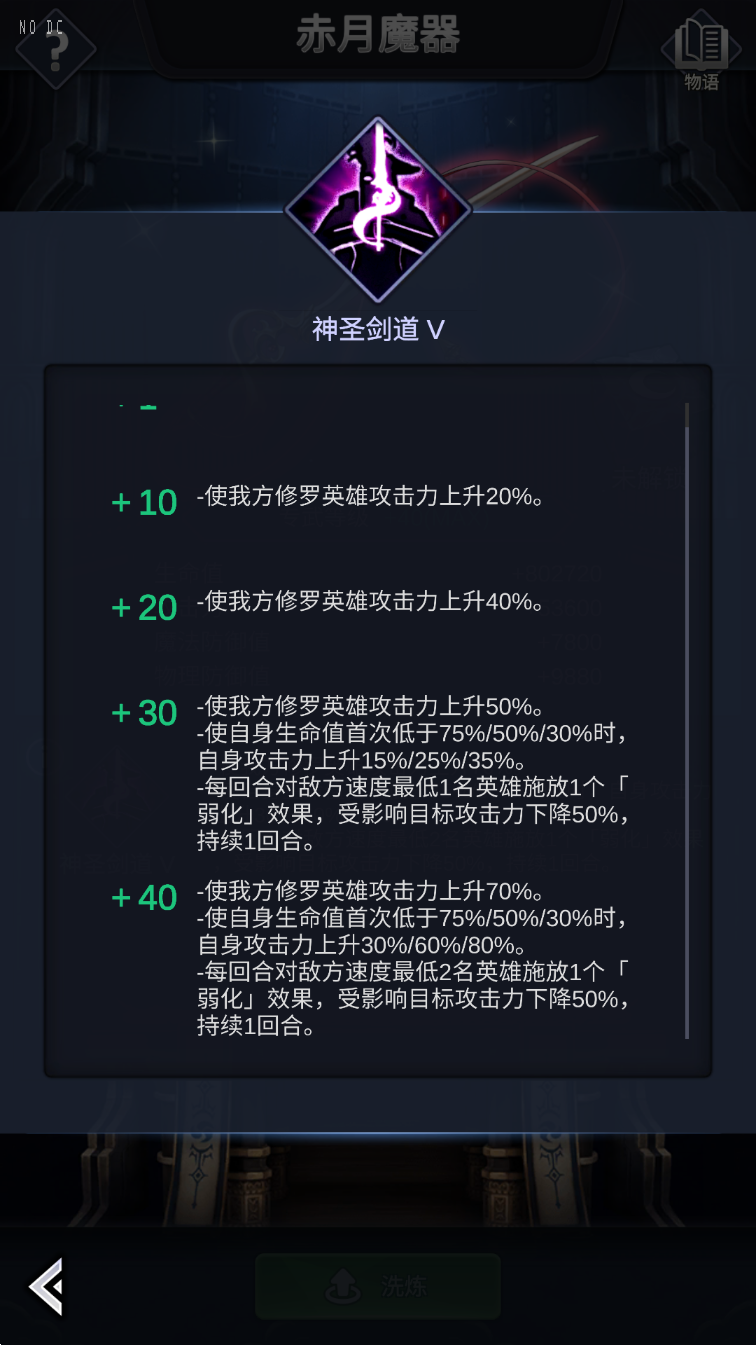 NO DC
赤月魔器
物语
神圣剑道 V
+10 -使我方修罗英雄攻击力上升20%。
+20 -使我方修罗英雄攻击力上升40%。
+30 -使我方修罗英雄攻击力上升50%。
-使自身生命值首次低于75%/50%/30%时，
自身攻击力上升15%/25%/35%。
-每回合对敌方速度最低1名英雄施放1个「
弱化」效果，受影响目标攻击力下降50%，
持续1回合。
+40 -使我方修罗英雄攻击力上升70%。
-使自身生命值首次低于75%/50%/30%时，
自身攻击力上升30%/60%/80%。
-每回合对敌方速度最低2名英雄施放1个「
弱化」效果，受影响目标攻击力下降50%，
持续1回合。
洗炼